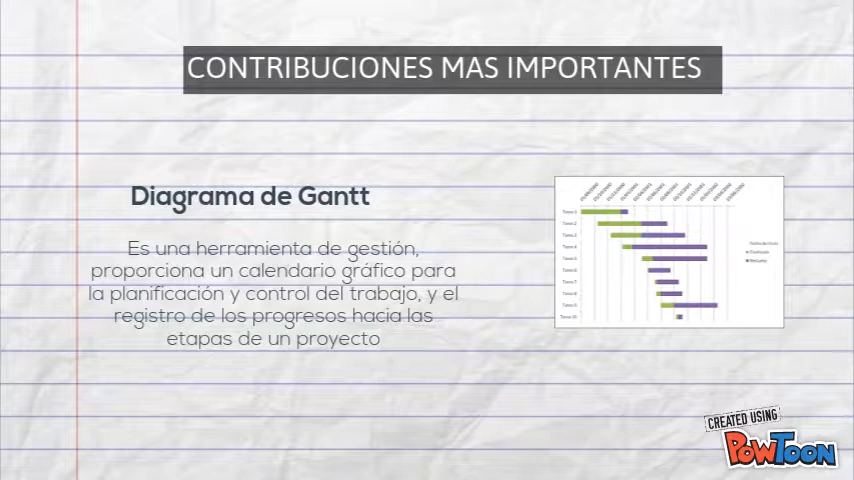 CONTRIBUCIONES MAS IMPORTANTES
Diagrama de Gantt
Es una herramienta de gestión,
proporciona un calendario gráfico para
la planificación y control del trabajo, y el
registro de los progresos hacia las
etapas de un proyecto
CREATED USING
POWTOON